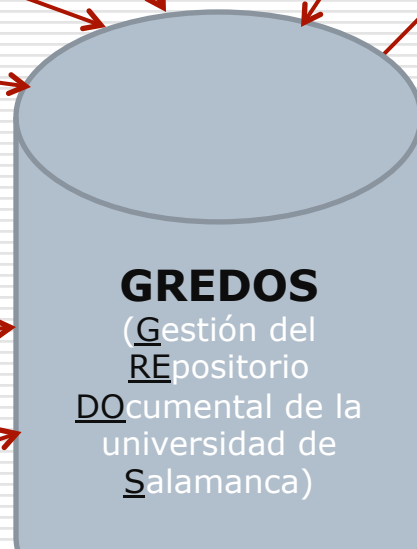 GREDOS
(Gestión del
REpositorio
DOcumental de la
universidad de
Salamanca)